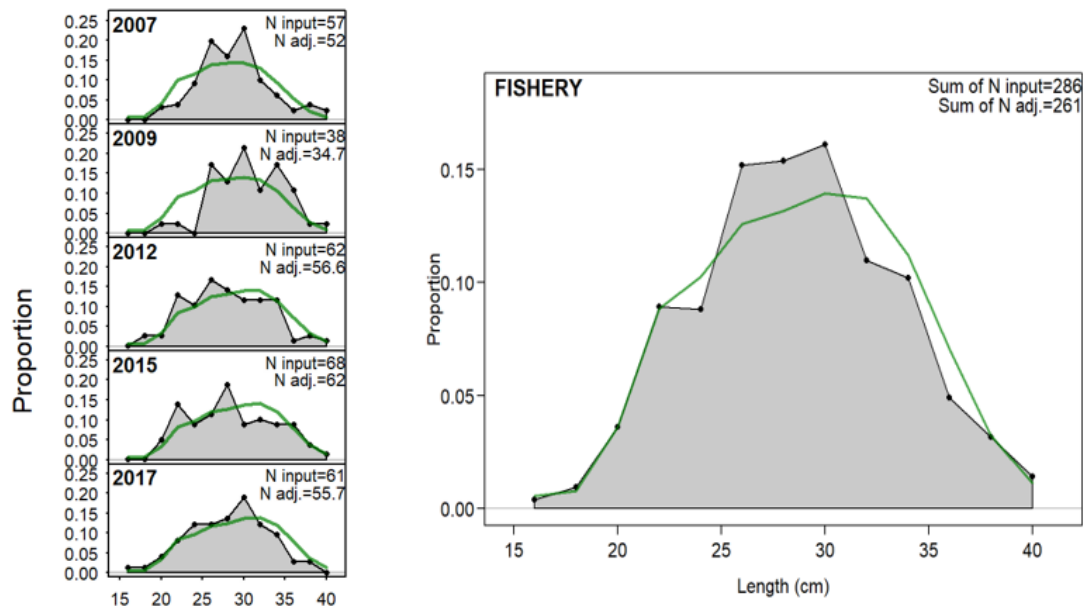 Proportion
0.25
0.20
0.15
0.10
0.05
0.00
2007
N input=57
N adj.=52
0.25
0.20
0.15
0.10
0.05
0.00
2009
N input=38
N adj.=34.7
0.25
0.20
0.15
0.10
0.05
0.00
2012
N input=62
N adj.=56.6
0.25
0.20
0.15
0.10
0.05
0.00
2015
N input=68
N adj.=62
0.25
0.20
0.15
0.10
0.05
0.00
2017
N input=61
N adj.=55.7
15 20 25 30 35 40
FISHERY
Sum of N input=286
Sum of N adj.=261
Proportion
0.15
0.10
0.05
0.00
15 20 25 30 35 40
Length (cm)